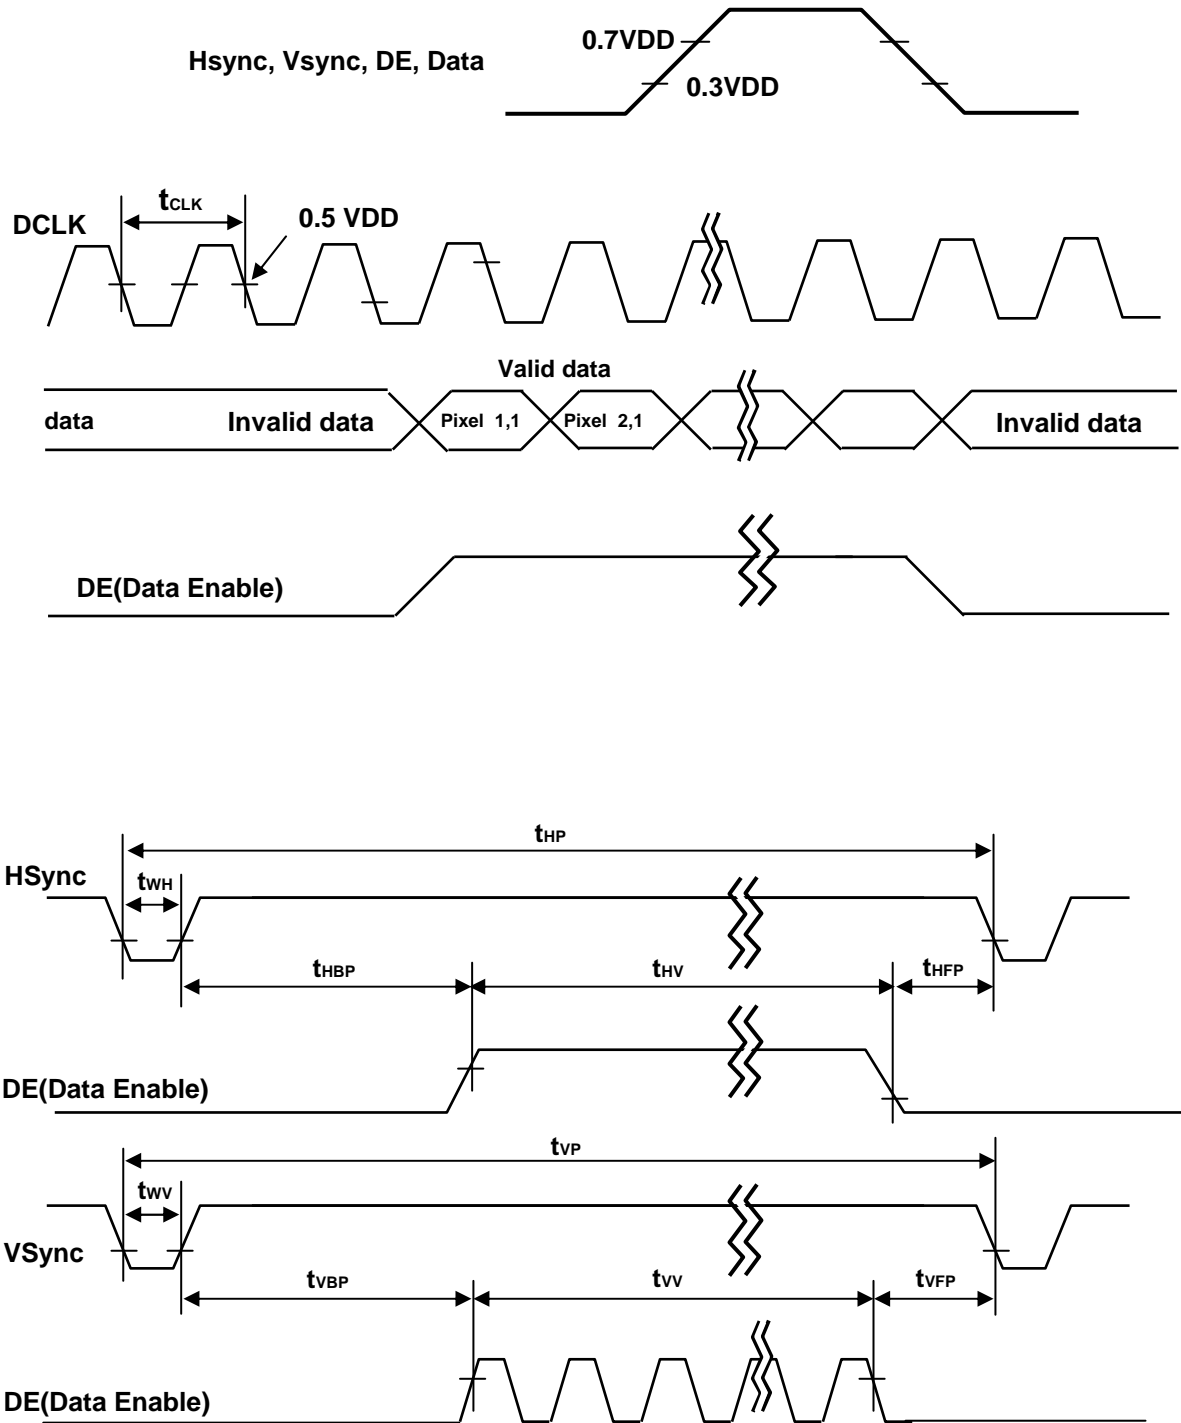 0.7VDD
Hsync, Vsync, DE, Data
0.3VDD
tCLK
DCLK
0.5 VDD
Valid data
data
Invalid data
Pixel 1,1
Pixel 2,1
Invalid data
DE(Data Enable)
tHP
HSync
tWH
tHBP
tHV
tHFP
DE(Data Enable)
tVP
tWV
VSync
tVBP
tVV
tVFP
DE(Data Enable)